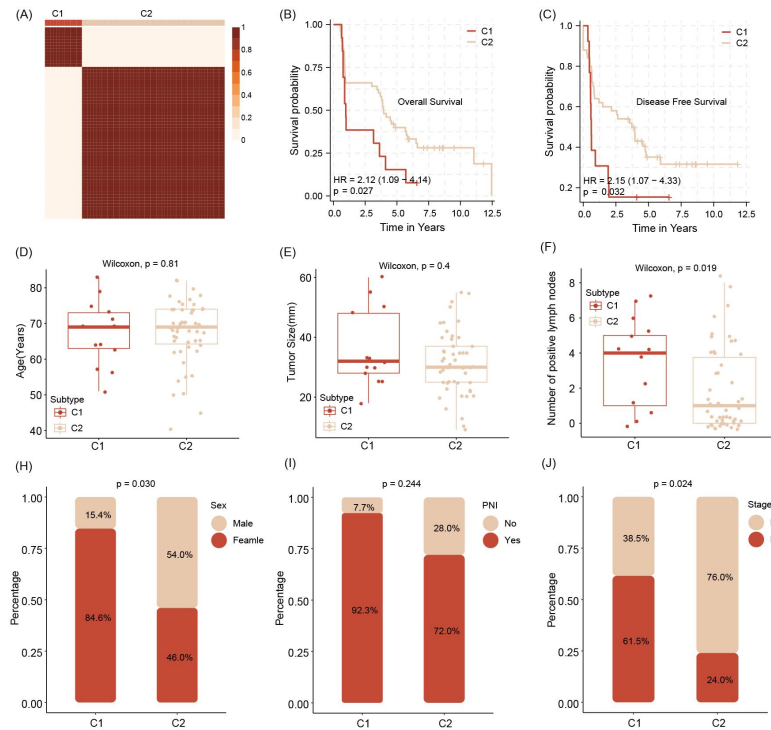 (A)
C1 C2
1
0.8
0.6
0.4
0.2
0
(B)
C1
C2
Survival probability
1.00
0.75
0.50
0.25
0.00
Overall Survival
HR = 2.12 (1.09 − 4.14)
p = 0.027
0.0 2.5 5.0 7.5 10.0 12.5
Time in Years
(C)
C1
C2
Survival probability
1.0
0.8
0.6
0.4
0.2
Disease Free Survival
HR = 2.15 (1.07 − 4.33)
p = 0.032
0.0 2.5 5.0 7.5 10.0 12.5
Time in Years
(D)
Wilcoxon, p = 0.81
Age(Years)
80
70
60
50
40
Subtype
C1
C2
C1 C2
(E)
Wilcoxon, p = 0.4
Tumor Size(mm)
60
40
20
Subtype
C1
C2
C1 C2
(F)
Wilcoxon, p = 0.019
Number of positive lymph nodes
8
6
4
2
0
Subtype
C1
C2
C1 C2
(H)
p = 0.030
Percentage
1.00
0.75
0.50
0.25
0.00
15.4%
84.6%
54.0%
46.0%
Sex
Male
Feamle
C1 C2
(I)
p = 0.244
Percentage
1.00
0.75
0.50
0.25
0.00
7.7%
92.3%
28.0%
72.0%
PNI
No
Yes
C1 C2
(J)
p = 0.024
Percentage
1.00
0.75
0.50
0.25
0.00
38.5%
61.5%
76.0%
24.0%
Stage
C1 C2